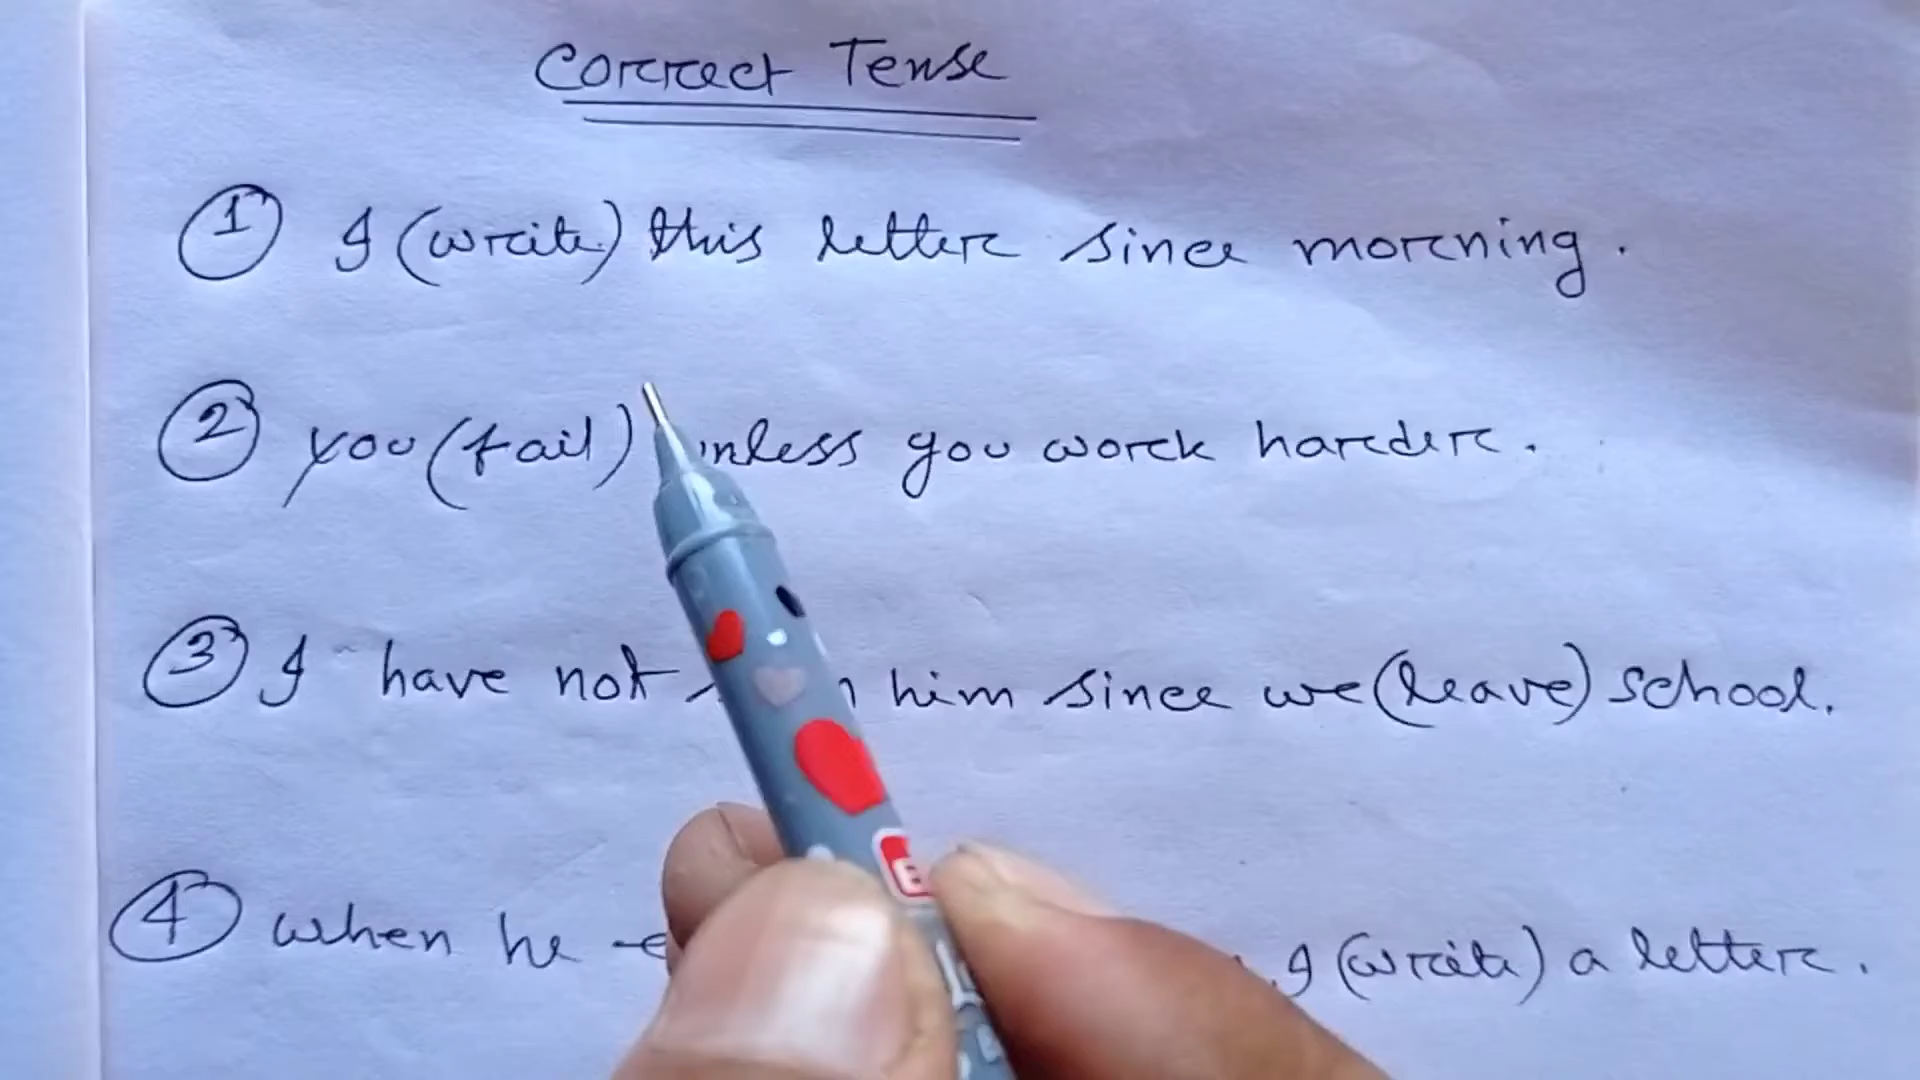 Correct Tense
① I (write) this letter since morning.
② you (fail) unless you work harder.
③ I have not him since we (leave) school.
④ when he I (write) a letter.